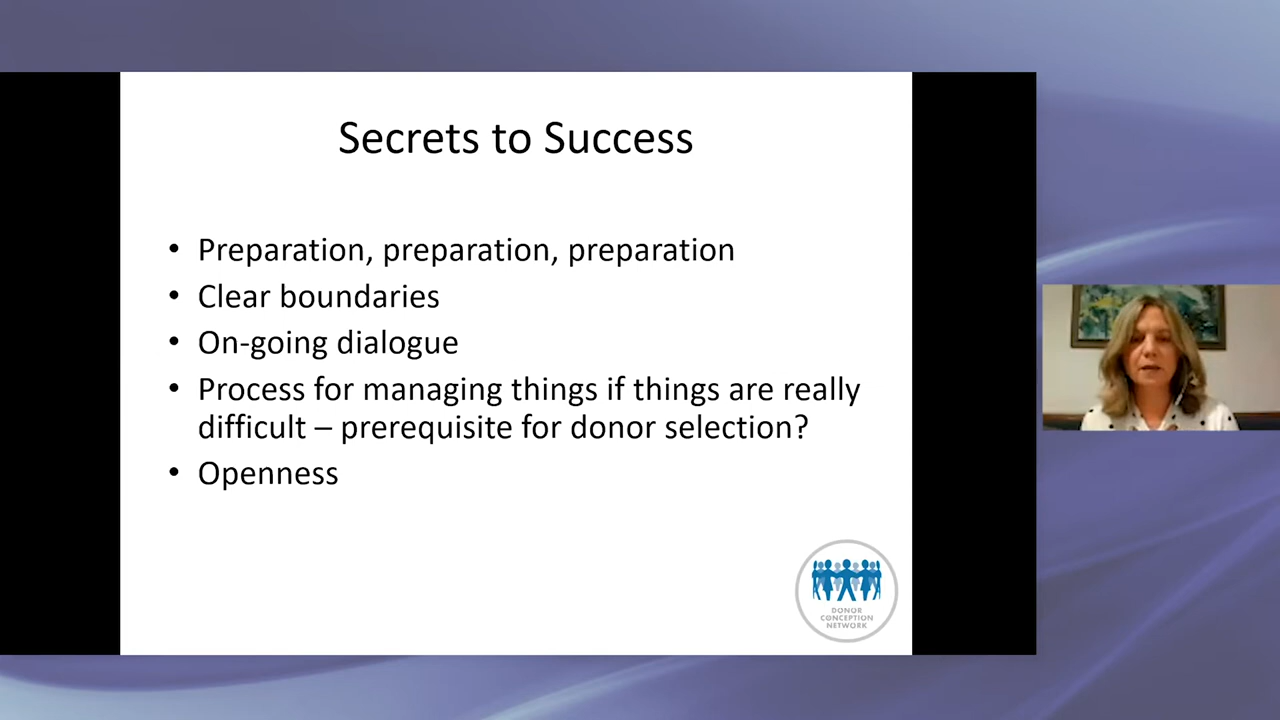 Secrets to Success
• Preparation, preparation, preparation
• Clear boundaries
• On-going dialogue
• Process for managing things if things are really
difficult – prerequisite for donor selection?
• Openness
DONOR
CONCEPTION
NETWORK